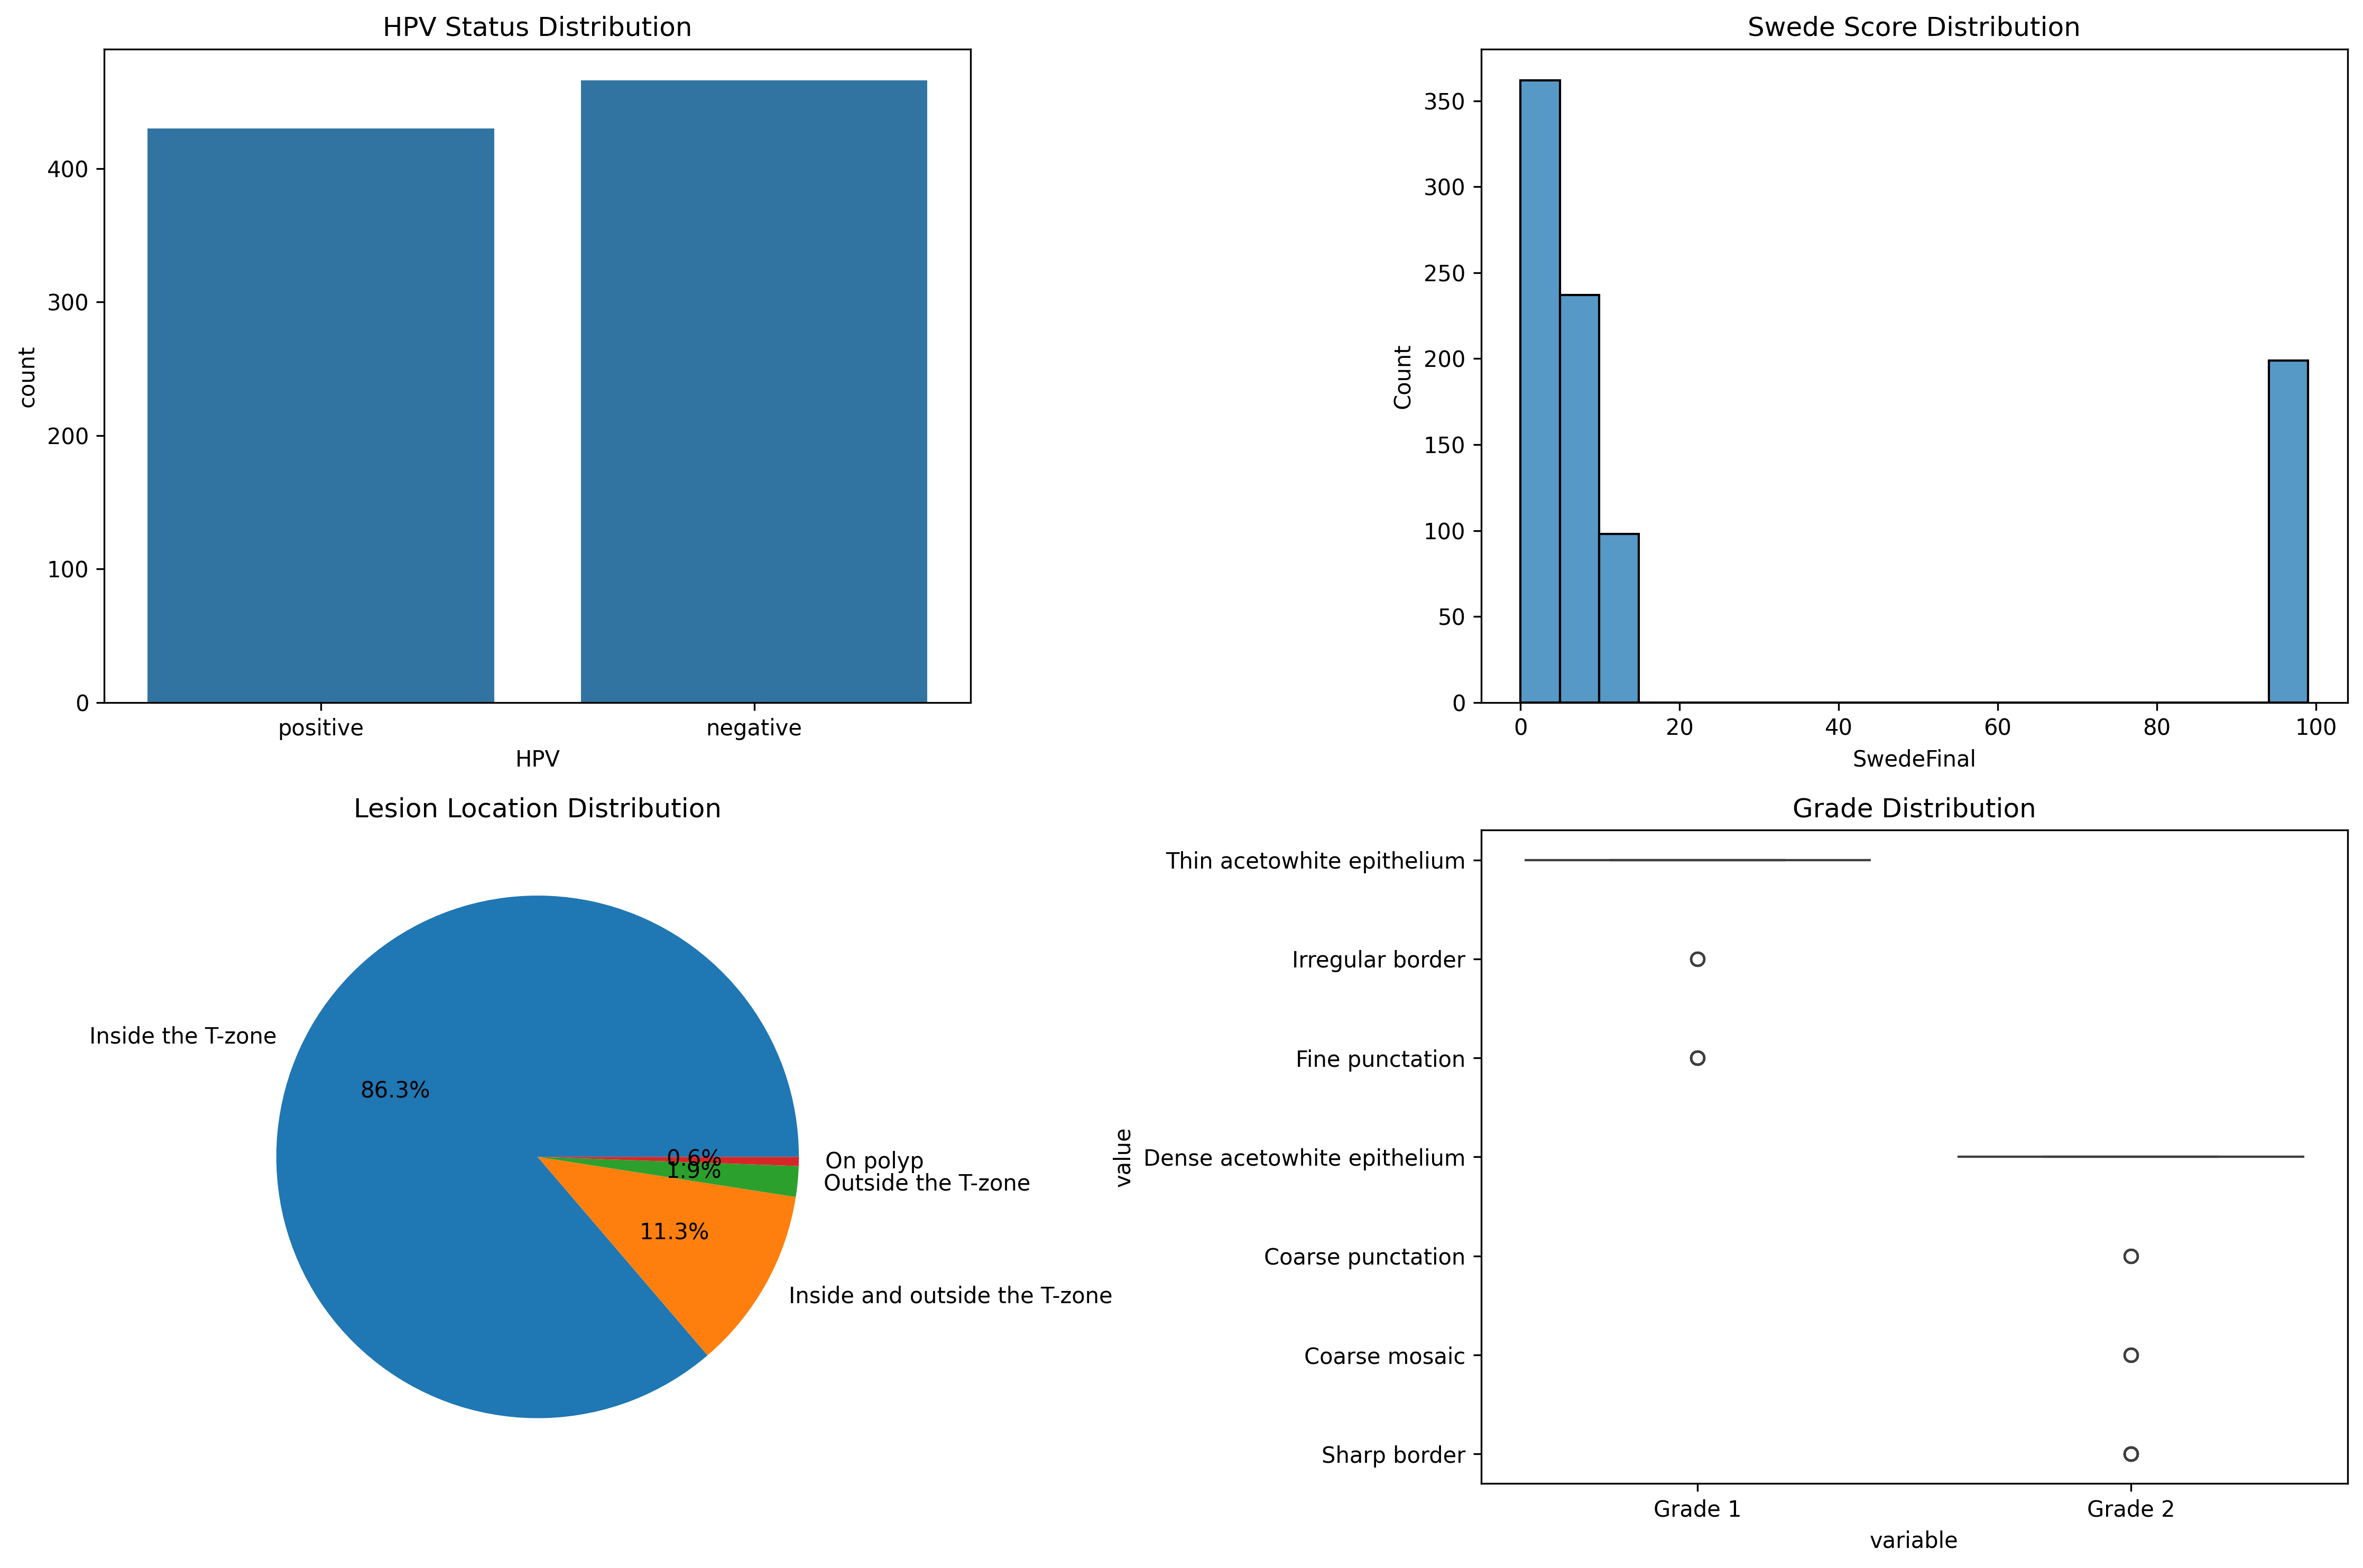 HPV Status Distribution
400
300
200
100
0
count
positive
negative
HPV
Swede Score Distribution
350
300
250
200
150
100
50
0
Count
0
20
40
60
80
100
SwedeFinal
Lesion Location Distribution
Inside the T-zone
86.3%
0.6%
On polyp
1.9%
Outside the T-zone
11.3%
Inside and outside the T-zone
Grade Distribution
Thin acetowhite epithelium
Irregular border
Fine punctation
Dense acetowhite epithelium
Coarse punctation
Coarse mosaic
Sharp border
value
Grade 1
Grade 2
variable